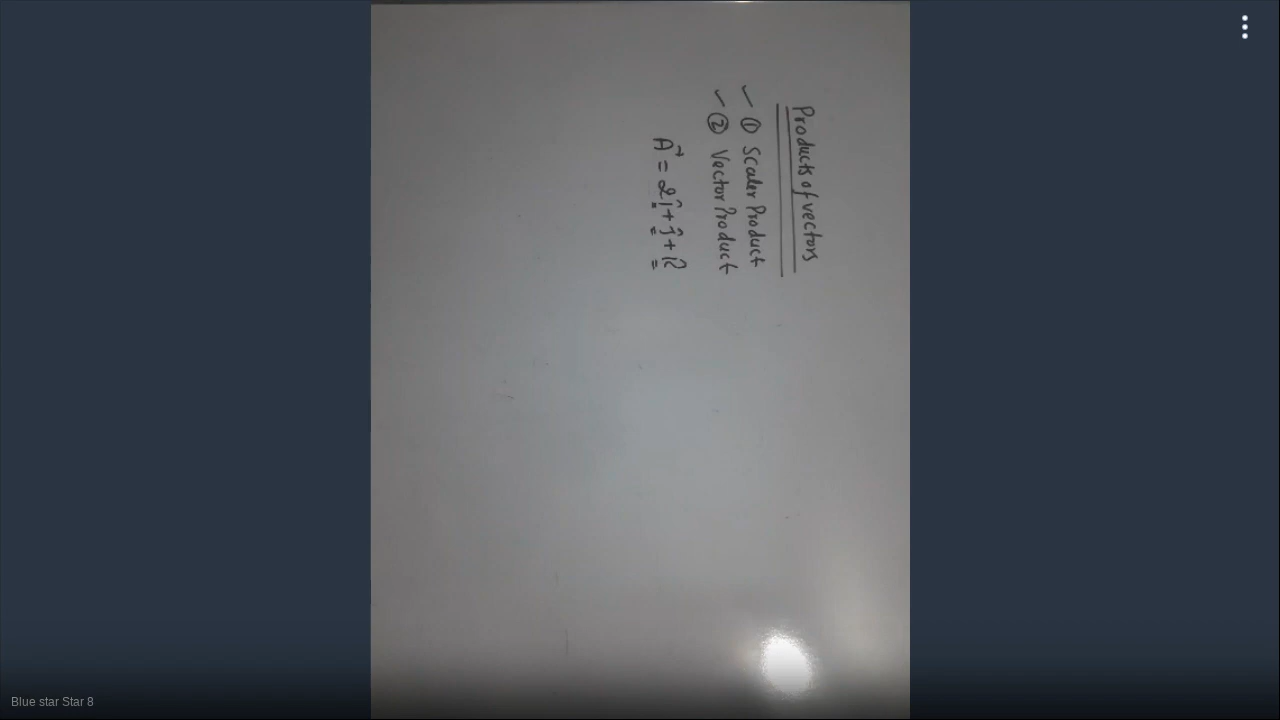 Products of vectors
✓ ① Scaler Product
✓ ② Vector Product
A⃗ = 2î + ĵ + k̂
Blue star Star 8